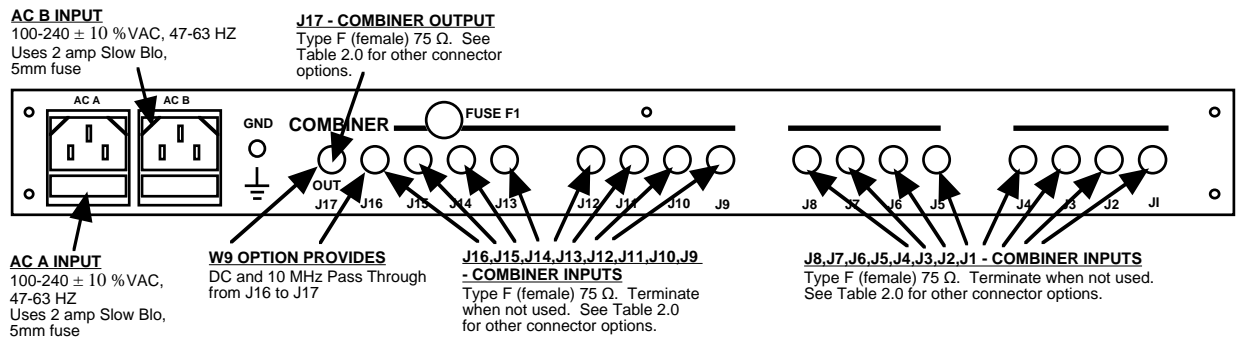 AC B INPUT
100-240 ± 10 %VAC, 47-63 HZ
Uses 2 amp Slow Blo,
5mm fuse
J17 - COMBINER OUTPUT
Type F (female) 75 Ω. See
Table 2.0 for other connector
options.
AC A
AC B
GND
COMBINER
FUSE F1
OUT
J17
J16
J15
J14
J13
J12
J11
J10
J9
J8
J7
J6
J5
J4
J3
J2
JI
AC A INPUT
100-240 ± 10 %VAC,
47-63 HZ
Uses 2 amp Slow Blo,
5mm fuse
W9 OPTION PROVIDES
DC and 10 MHz Pass Through
from J16 to J17
J16,J15,J14,J13,J12,J11,J10,J9
- COMBINER INPUTS
Type F (female) 75 Ω. Terminate
when not used. See Table 2.0
for other connector options.
J8,J7,J6,J5,J4,J3,J2,J1 - COMBINER INPUTS
Type F (female) 75 Ω. Terminate when not used.
See Table 2.0 for other connector options.